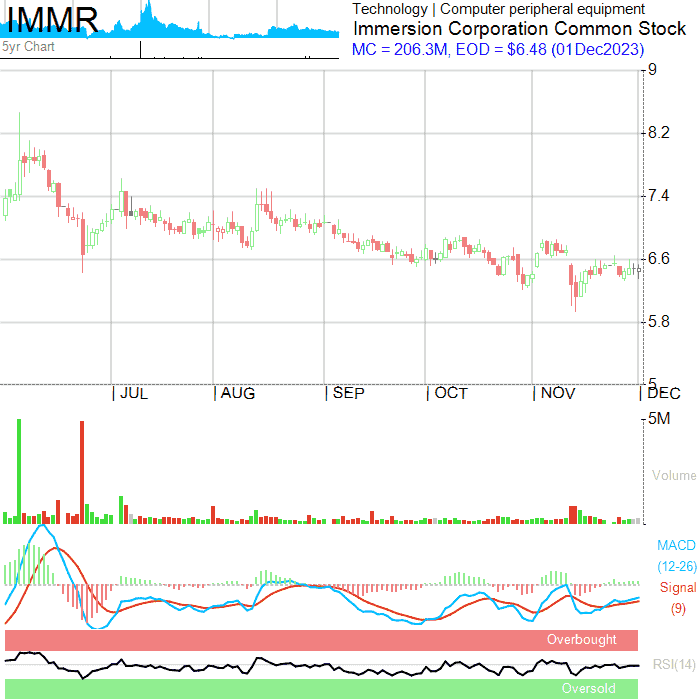 IMMR
5yr Chart
Technology | Computer peripheral equipment
Immersion Corporation Common Stock
MC = 206.3M, EOD = $6.48 (01Dec2023)
9
8.2
7.4
6.6
5.8
5
| JUL | AUG | SEP | OCT | NOV | DEC
5M
Volume
MACD
(12-26)
Signal
(9)
Overbought
RSI(14)
Oversold